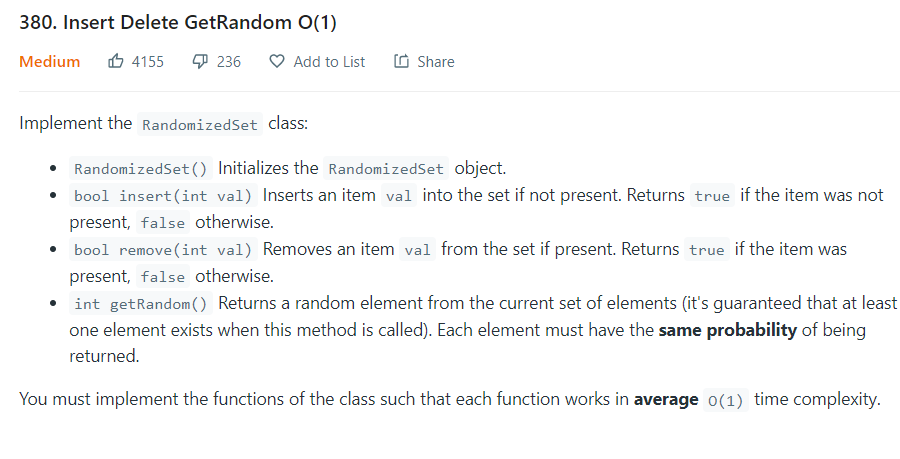 380. Insert Delete GetRandom O(1)
Medium 4155 236 Add to List Share
Implement the RandomizedSet class:
• RandomizedSet() Initializes the RandomizedSet object.
• bool insert(int val) Inserts an item val into the set if not present. Returns true if the item was not
present, false otherwise.
• bool remove(int val) Removes an item val from the set if present. Returns true if the item was
present, false otherwise.
• int getRandom() Returns a random element from the current set of elements (it's guaranteed that at least
one element exists when this method is called). Each element must have the same probability of being
returned.
You must implement the functions of the class such that each function works in average O(1) time complexity.